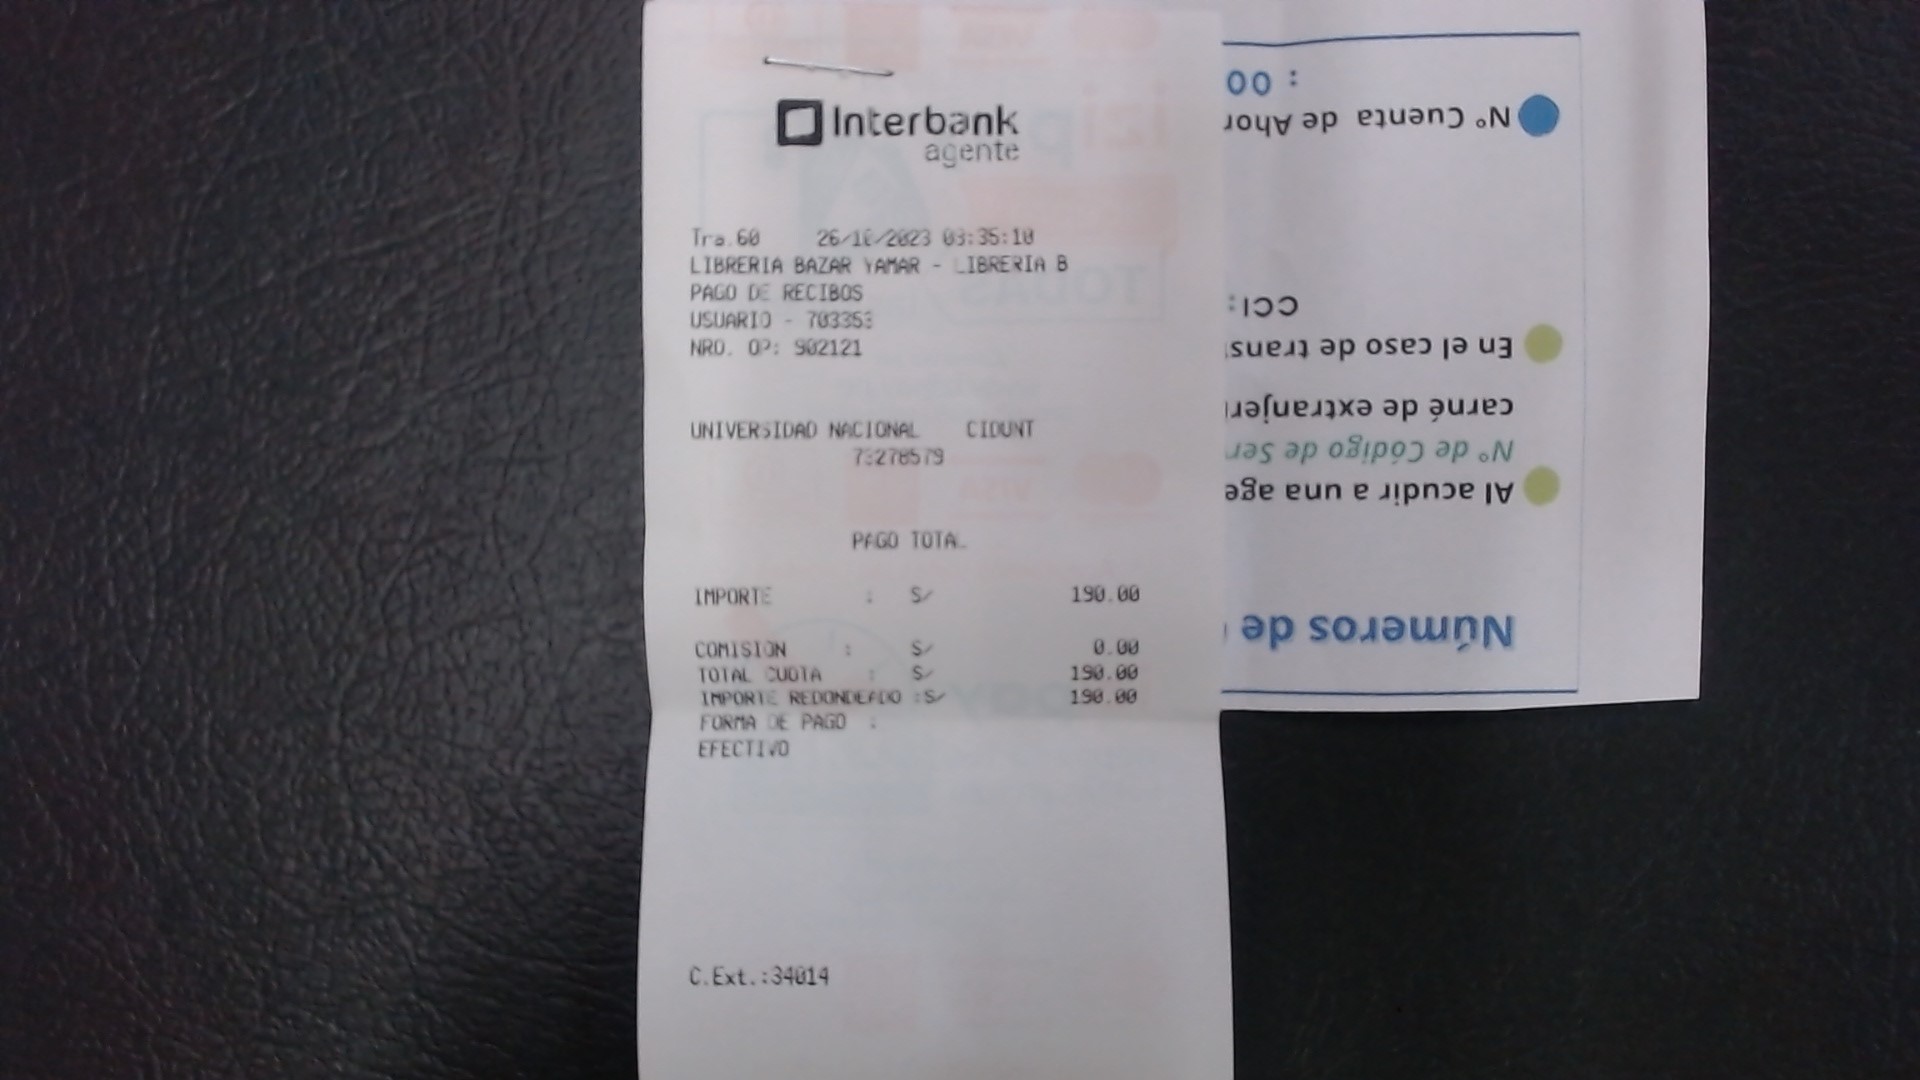 Interbank
agente
Tra.60 26/10/2023 09:35:10
LIBRERIA BAZAR YAMAR - LIBRERIA B
PAGO DE RECIBOS
USUARIO - 703353
NRO. OP: 902121
UNIVERSIDAD NACIONAL CIDUNT
73278579
PAGO TOTAL
IMPORTE : S/ 190.00
COMISION : S/ 0.00
TOTAL CUOTA : S/ 190.00
IMPORTE REDONDEADO :S/ 190.00
FORMA DE PAGO :
EFECTIVO
C.Ext.:34014
Números de
Al acudir a una age
N° de Código de Ser
carné de extranjerí
En el caso de trans
CCI:
N° Cuenta de Ahor
: 00